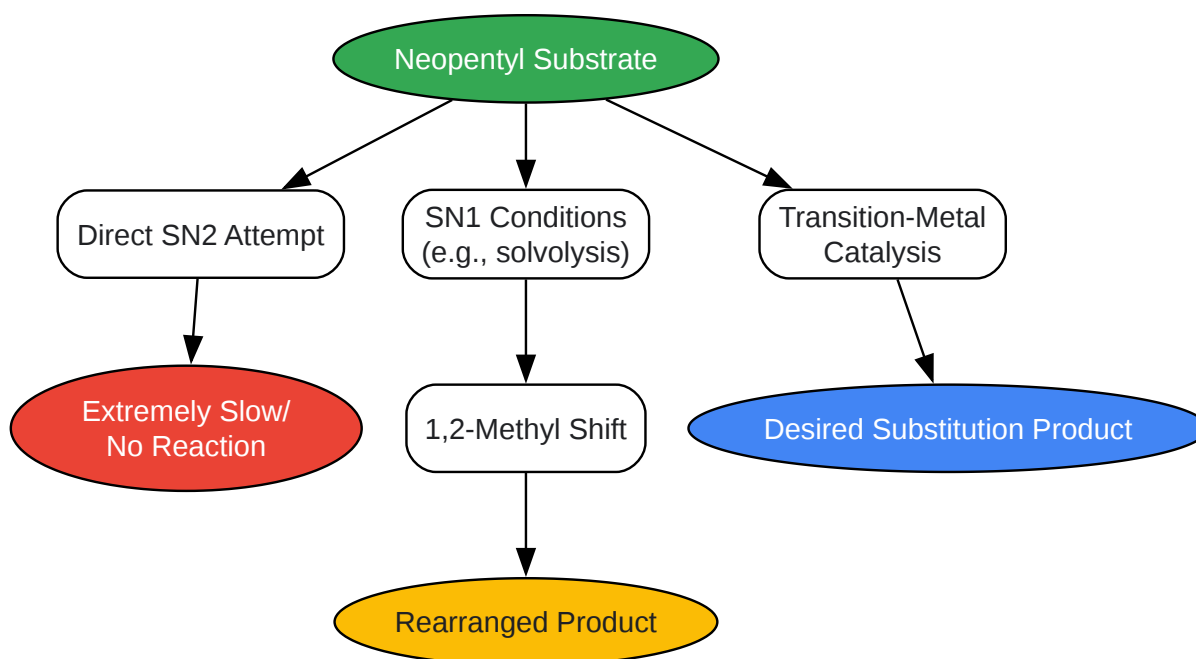 Neopentyl Substrate
Direct SN2 Attempt
SN1 Conditions
(e.g., solvolysis)
Transition-Metal
Catalysis
Extremely Slow/
No Reaction
1,2-Methyl Shift
Desired Substitution Product
Rearranged Product